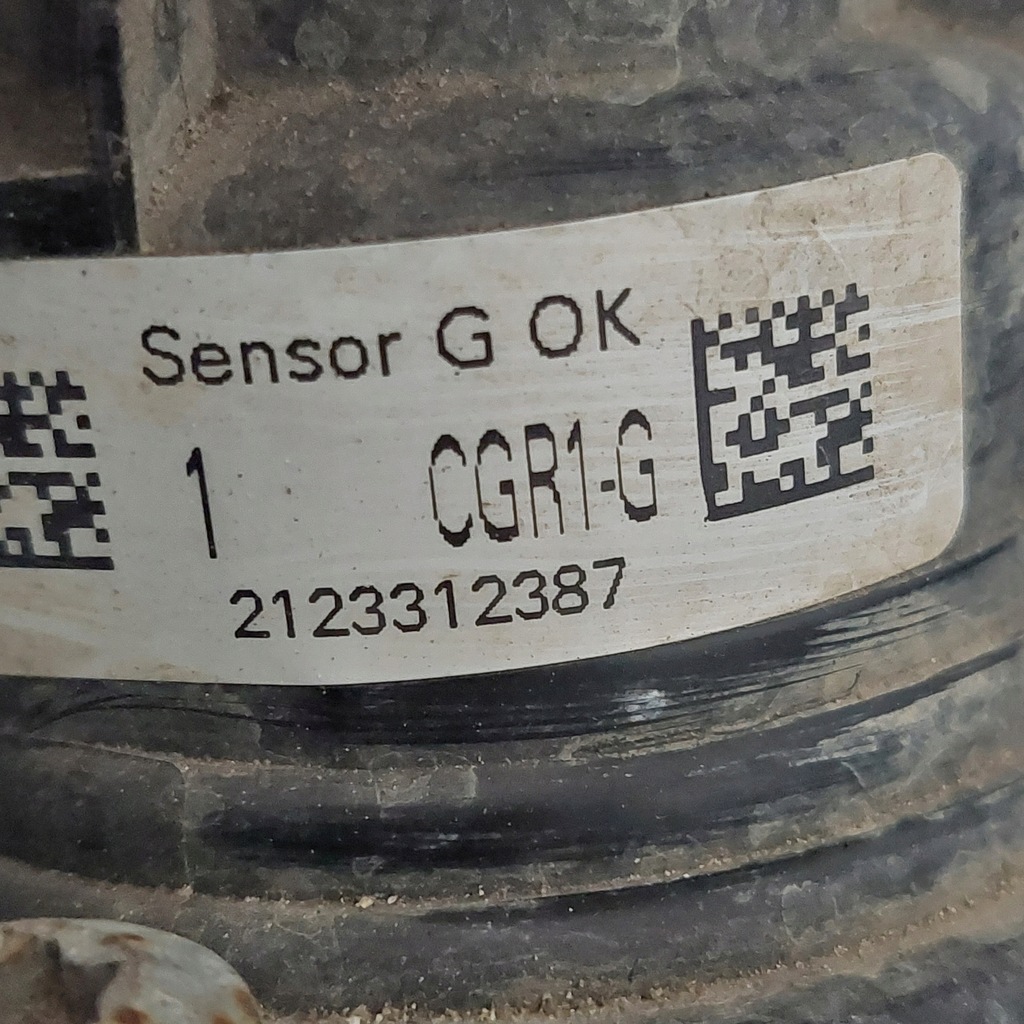 Sensor G OK
1 CGR1-G
2123312387